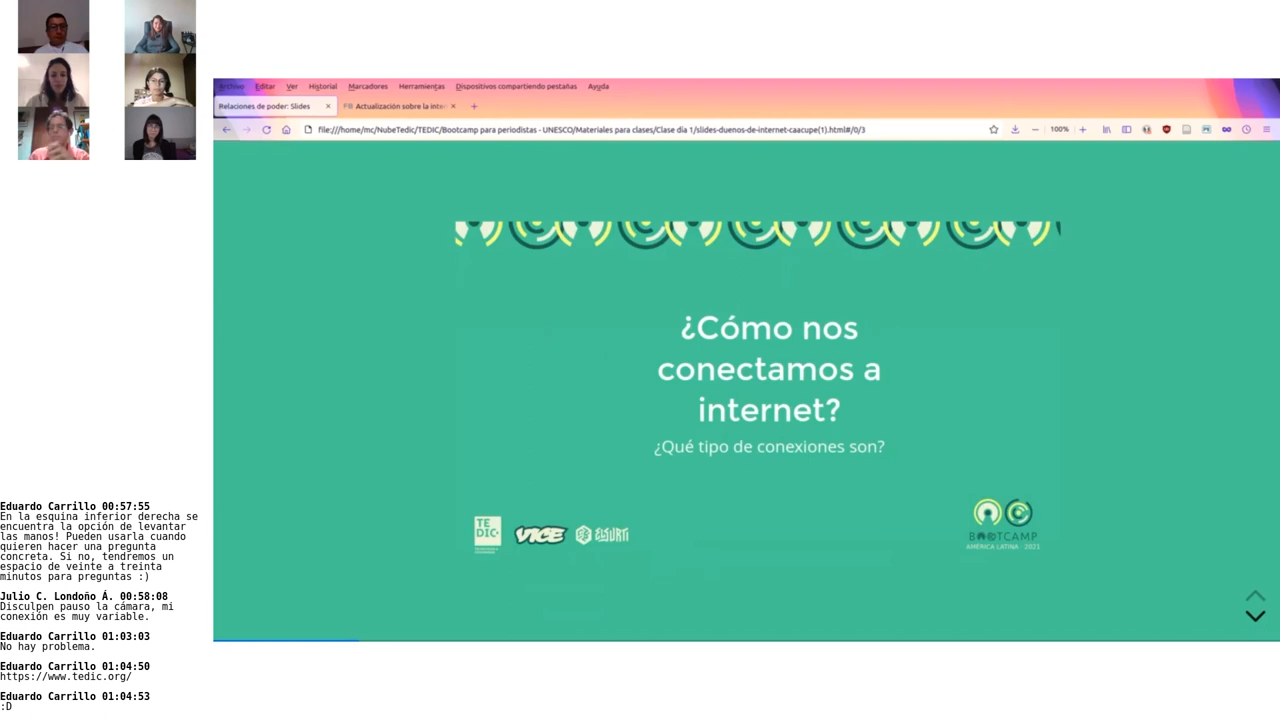 Archivo Editar Ver Historial Marcadores Herramientas Dispositivos compartiendo pestañas Ayuda
Relaciones de poder: Slides
Actualización sobre la inter
file:///home/mc/NubeTedic/TEDIC/Bootcamp para periodistas - UNESCO/Materiales para clases/Clase día 1/slides-duenos-de-internet-caacupe(1).html#/0/3
100%
¿Cómo nos
conectamos a
internet?
¿Qué tipo de conexiones son?
TE
DIC
VICE
ELSURTI
BOOTCAMP
AMÉRICA LATINA - 2021
Eduardo Carrillo 00:57:55
En la esquina inferior derecha se
encuentra la opción de levantar
las manos! Pueden usarla cuando
quieren hacer una pregunta
concreta. Si no, tendremos un
espacio de veinte a treinta
minutos para preguntas :)
Julio C. Londoño Á. 00:58:08
Disculpen pauso la cámara, mi
conexión es muy variable.
Eduardo Carrillo 01:03:03
No hay problema.
Eduardo Carrillo 01:04:50
https://www.tedic.org/
Eduardo Carrillo 01:04:53
:D